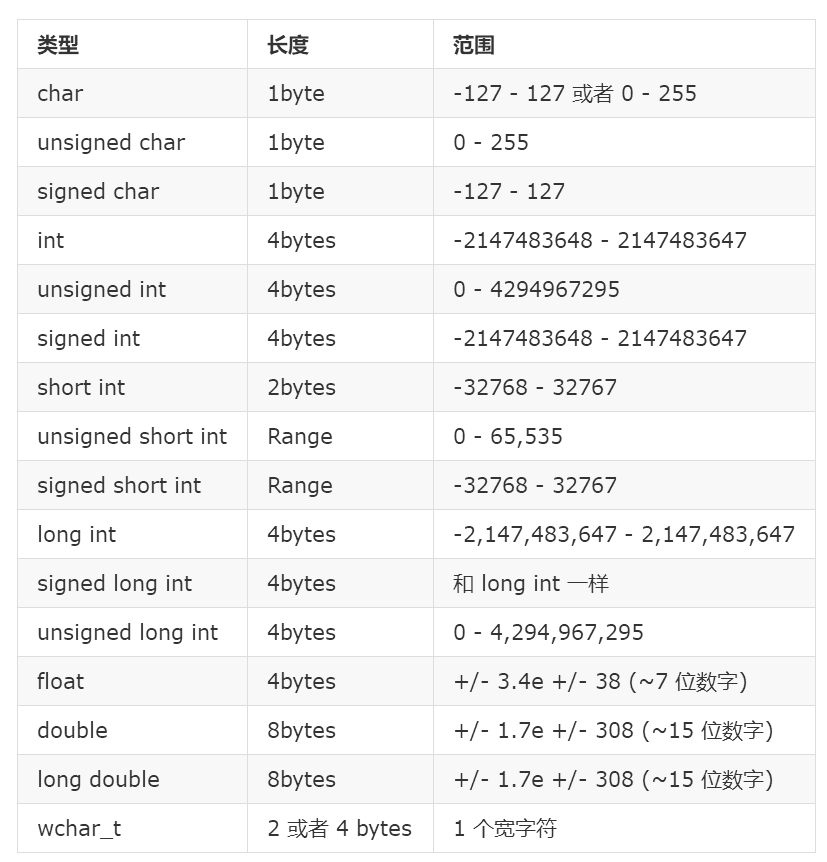 类型 长度 范围
char 1byte -127 - 127 或者 0 - 255
unsigned char 1byte 0 - 255
signed char 1byte -127 - 127
int 4bytes -2147483648 - 2147483647
unsigned int 4bytes 0 - 4294967295
signed int 4bytes -2147483648 - 2147483647
short int 2bytes -32768 - 32767
unsigned short int Range 0 - 65,535
signed short int Range -32768 - 32767
long int 4bytes -2,147,483,647 - 2,147,483,647
signed long int 4bytes 和 long int 一样
unsigned long int 4bytes 0 - 4,294,967,295
float 4bytes +/- 3.4e +/- 38 (~7 位数字)
double 8bytes +/- 1.7e +/- 308 (~15 位数字)
long double 8bytes +/- 1.7e +/- 308 (~15 位数字)
wchar_t 2 或者 4 bytes 1 个宽字符